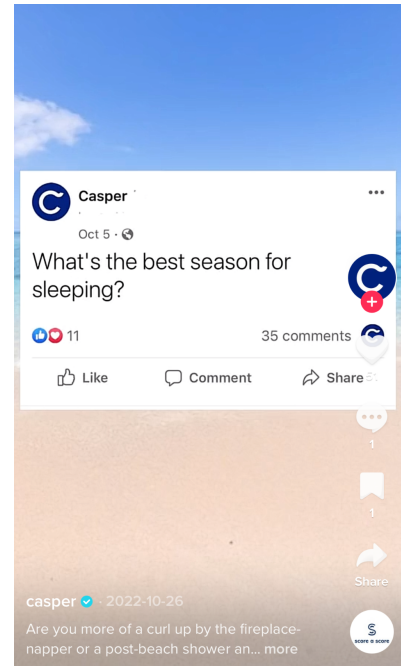 Casper
Oct 5 ·
What's the best season for
sleeping?
11
35 comments
Like
Comment
Share
1
1
Share
casper · 2022-10-26
Are you more of a curl up by the fireplace-
napper or a post-beach shower an... more
score a score